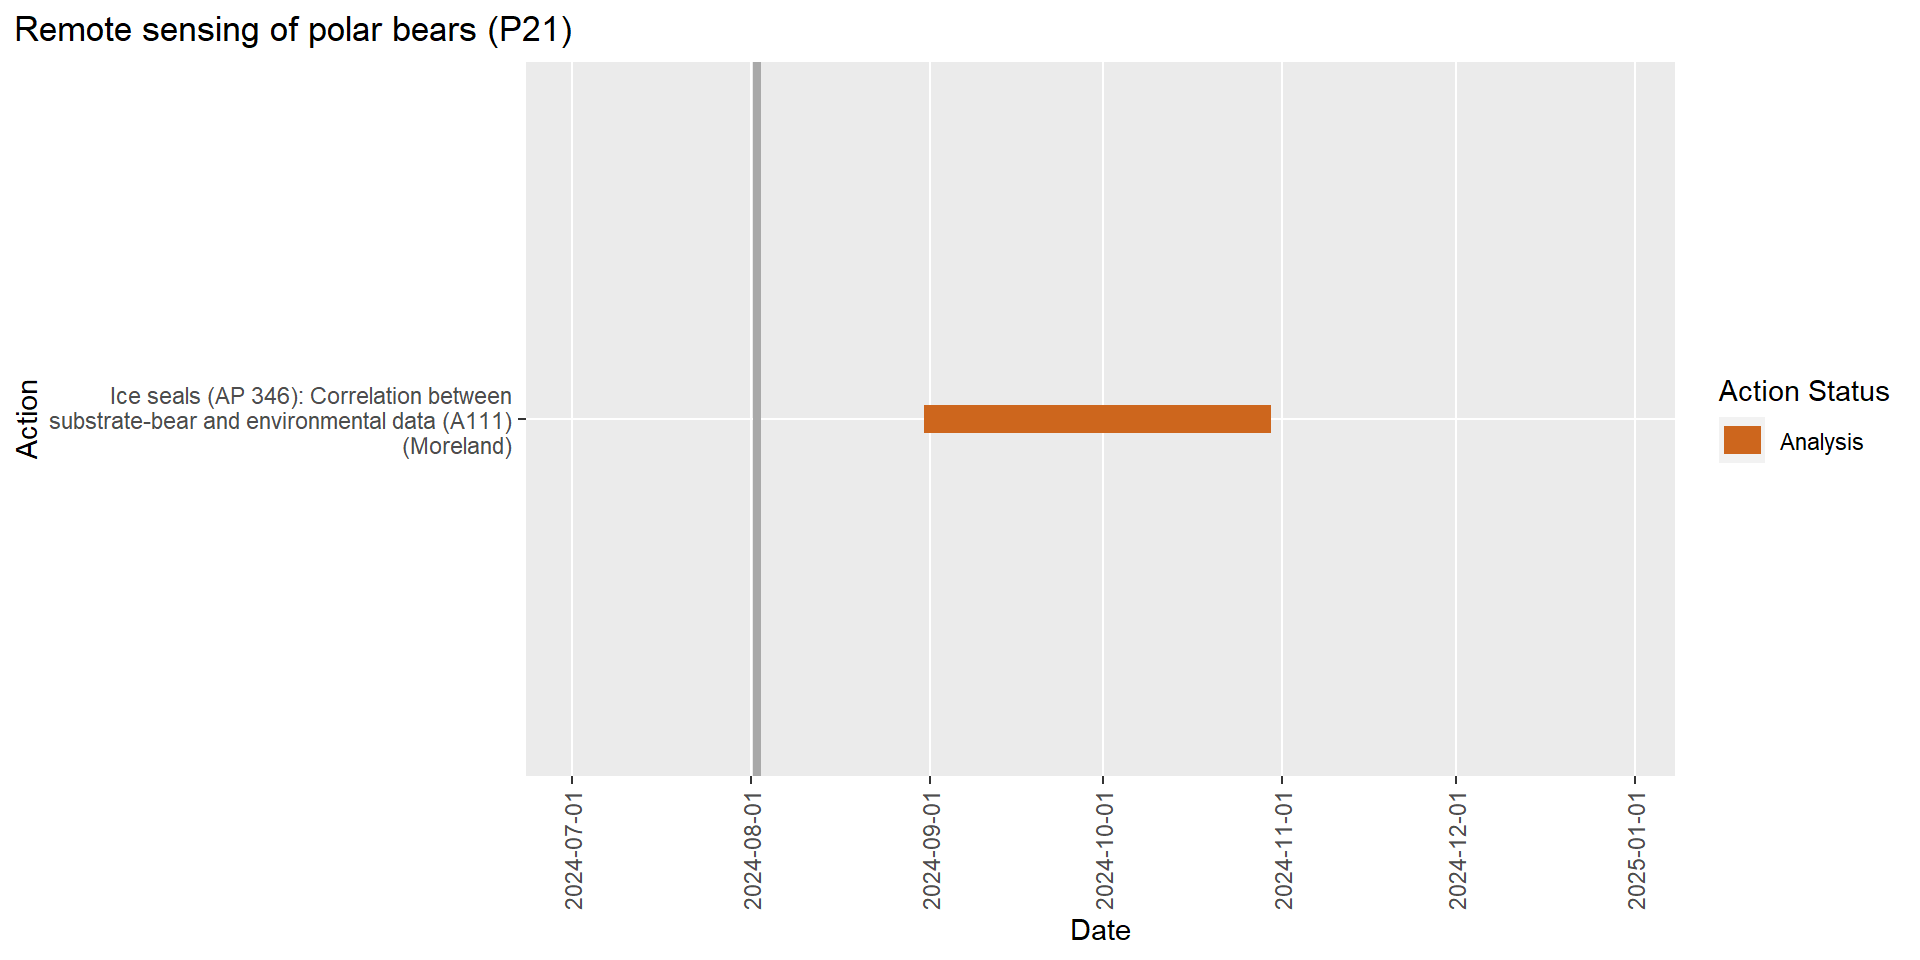 Remote sensing of polar bears (P21)
Action
Ice seals (AP 346): Correlation between
substrate-bear and environmental data (A111)
(Moreland)
Action Status
Analysis
2024-07-01
2024-08-01
2024-09-01
2024-10-01
2024-11-01
2024-12-01
2025-01-01
Date